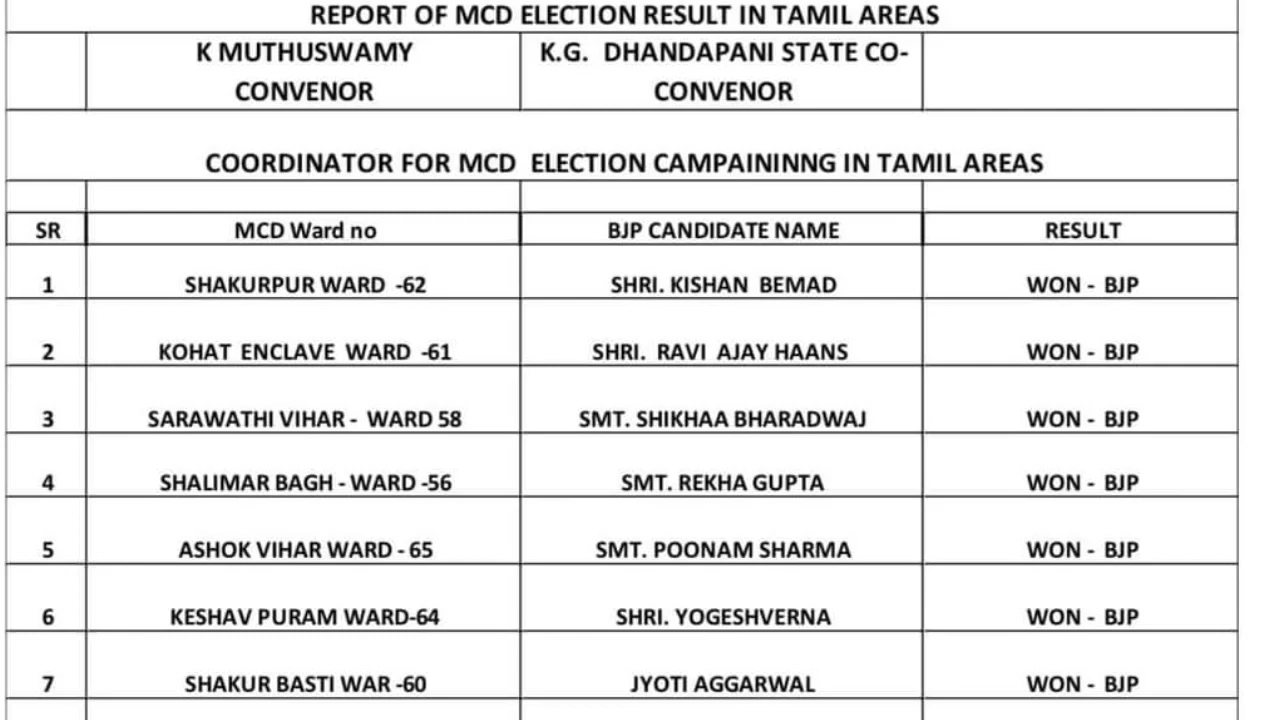 REPORT OF MCD ELECTION RESULT IN TAMIL AREAS
K MUTHUSWAMY CONVENOR
K.G. DHANDAPANI STATE CO-CONVENOR
COORDINATOR FOR MCD ELECTION CAMPAININNG IN TAMIL AREAS
SR MCD Ward no BJP CANDIDATE NAME RESULT
1 SHAKURPUR WARD -62 SHRI. KISHAN BEMAD WON - BJP
2 KOHAT ENCLAVE WARD -61 SHRI. RAVI AJAY HAANS WON - BJP
3 SARAWATHI VIHAR - WARD 58 SMT. SHIKHAA BHARADWAJ WON - BJP
4 SHALIMAR BAGH - WARD -56 SMT. REKHA GUPTA WON - BJP
5 ASHOK VIHAR WARD - 65 SMT. POONAM SHARMA WON - BJP
6 KESHAV PURAM WARD-64 SHRI. YOGESHVERNA WON - BJP
7 SHAKUR BASTI WAR -60 JYOTI AGGARWAL WON - BJP